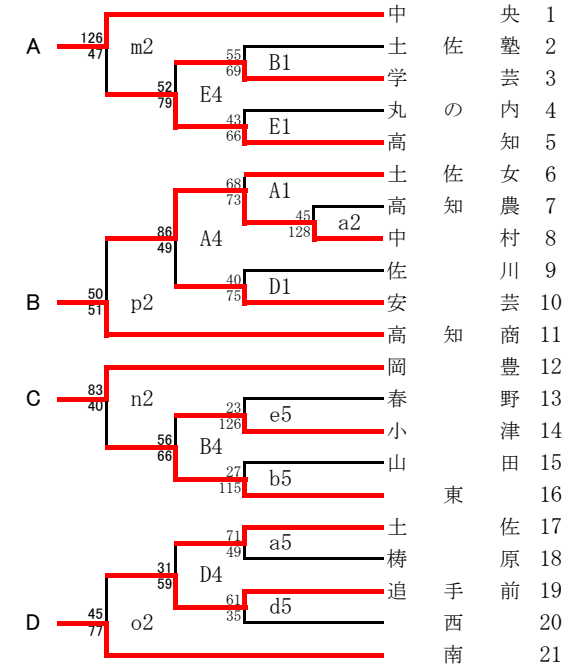 中 央 1
126
A 47 m2 土 佐 塾 2
55
69 B1
学 芸 3
52
79 E4
丸 の 内 4
43
66 E1
高 知 5
土 佐 女 6
68
73 A1
高 知 農 7
45
128 a2
中 村 8
86
49 A4
佐 川 9
40
75 D1
B 50
51 p2 安 芸 10
高 知 商 11
岡 豊 12
C 83
40 n2 春 野 13
23
126 e5
小 津 14
56
66 B4
山 田 15
27
115 b5
東 16
土 佐 17
71
49 a5
梼 原 18
31
59 D4
追 手 前 19
61
35 d5
D 45
77 o2 西 20
南 21